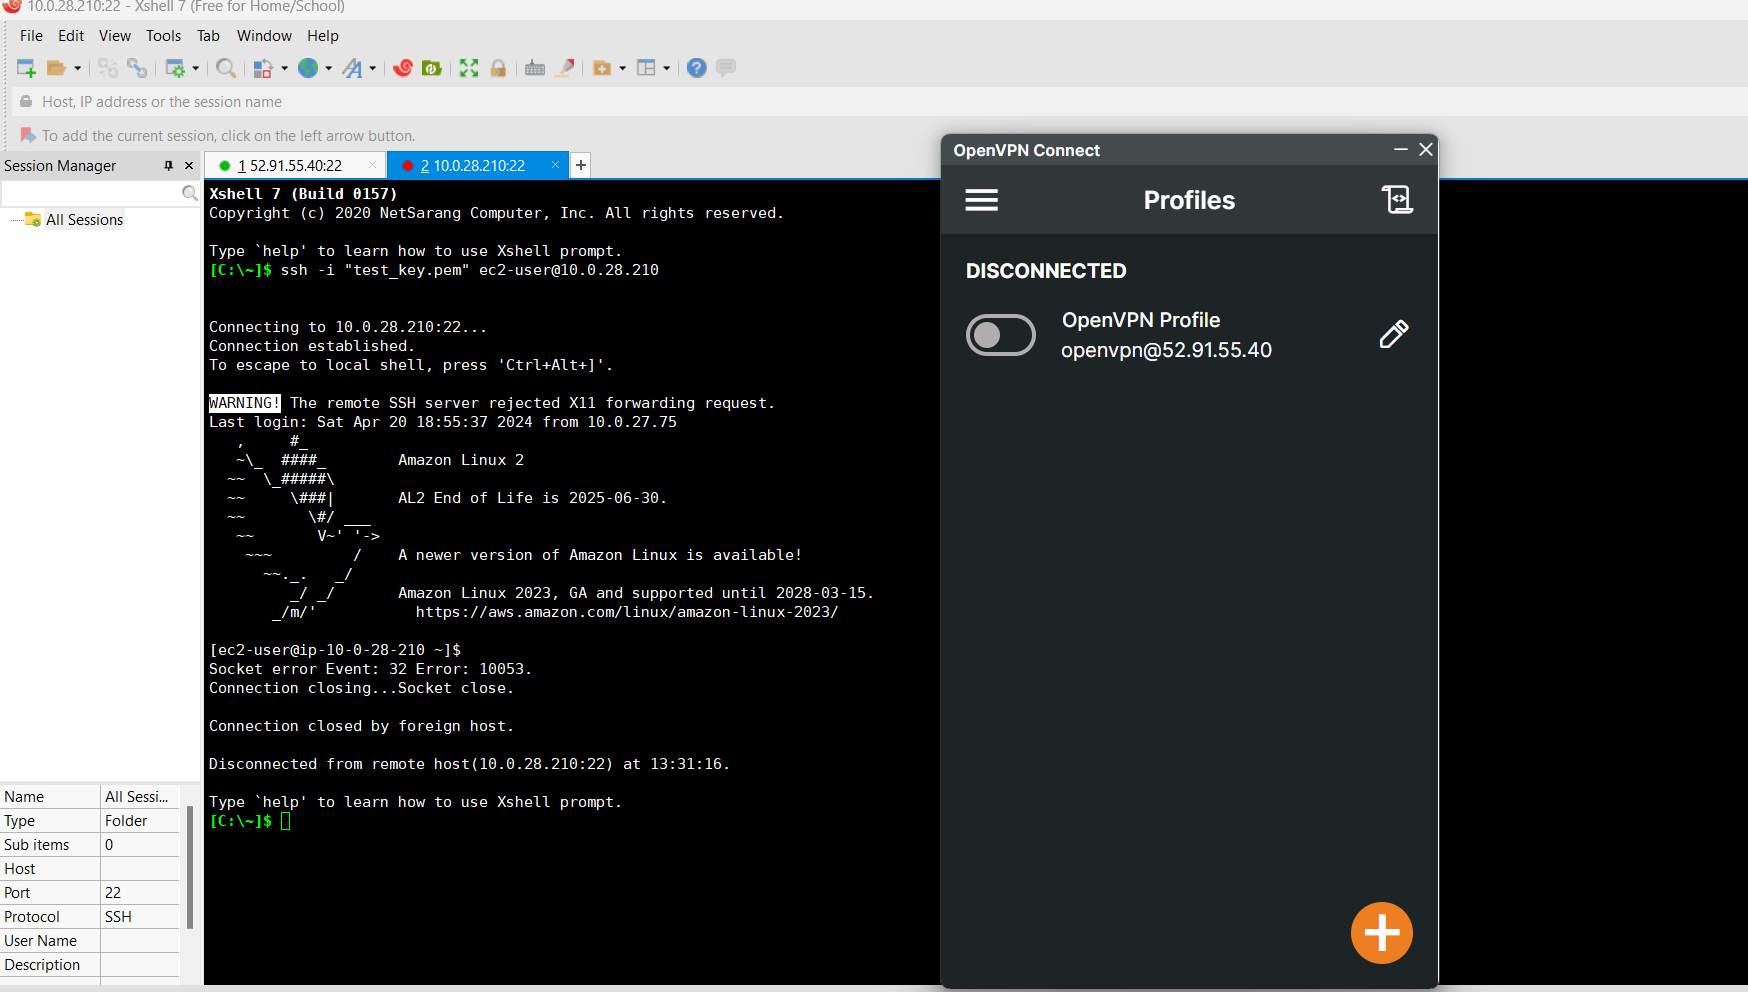 10.0.28.210:22 - Xshell 7 (Free for Home/School)
File Edit View Tools Tab Window Help
Host, IP address or the session name
To add the current session, click on the left arrow button.
Session Manager
1 52.91.55.40:22
2 10.0.28.210:22
All Sessions
Xshell 7 (Build 0157)
Copyright (c) 2020 NetSarang Computer, Inc. All rights reserved.
Type `help' to learn how to use Xshell prompt.
[C:\~]$ ssh -i "test_key.pem" ec2-user@10.0.28.210
Connecting to 10.0.28.210:22...
Connection established.
To escape to local shell, press 'Ctrl+Alt+]'.
WARNING! The remote SSH server rejected X11 forwarding request.
Last login: Sat Apr 20 18:55:37 2024 from 10.0.27.75
   ,     #_
   ~\_  ####_        Amazon Linux 2
  ~~  \_#####\
  ~~     \###|       AL2 End of Life is 2025-06-30.
  ~~       \#/ ___
   ~~       V~' '->
    ~~~         /    A newer version of Amazon Linux is available!
      ~~._.   _/
         _/ _/       Amazon Linux 2023, GA and supported until 2028-03-15.
       _/m/'           https://aws.amazon.com/linux/amazon-linux-2023/
[ec2-user@ip-10-0-28-210 ~]$
Socket error Event: 32 Error: 10053.
Connection closing...Socket close.
Connection closed by foreign host.
Disconnected from remote host(10.0.28.210:22) at 13:31:16.
Type `help' to learn how to use Xshell prompt.
[C:\~]$
Name All Sessi...
Type Folder
Sub items 0
Host
Port 22
Protocol SSH
User Name
Description
OpenVPN Connect
Profiles
DISCONNECTED
OpenVPN Profile
openvpn@52.91.55.40